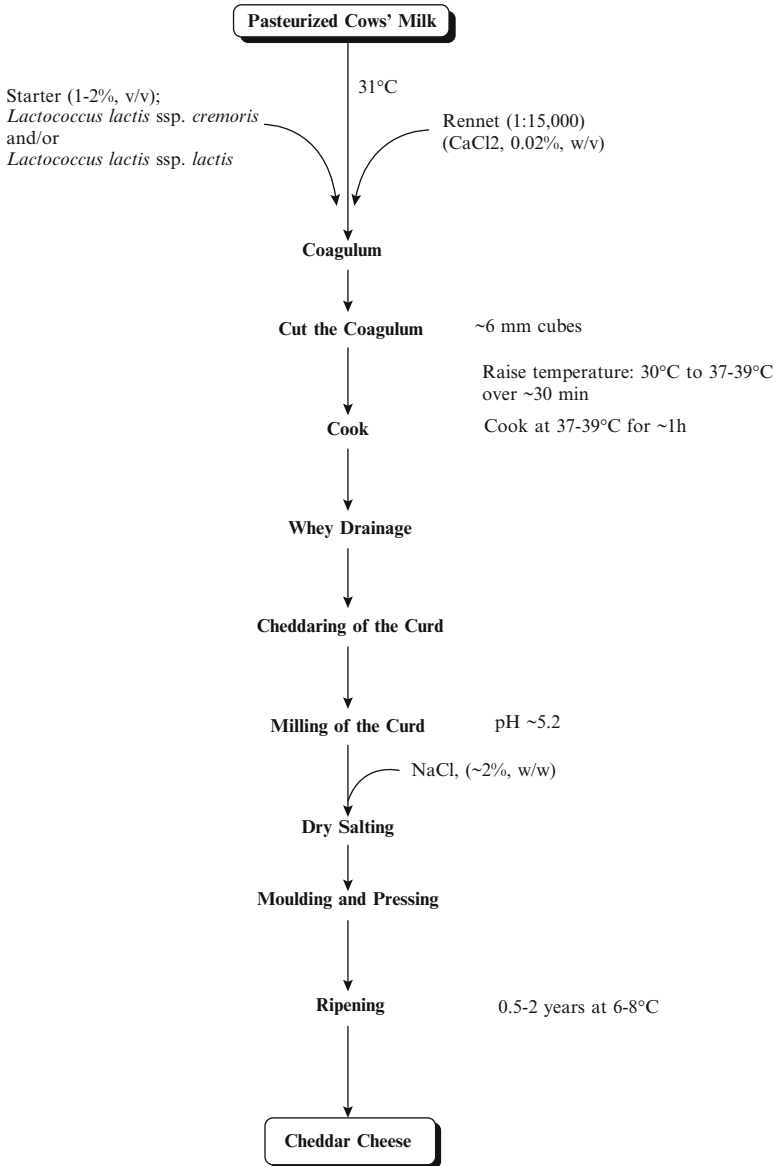 Pasteurized Cows' Milk
31°C
Starter (1-2%, v/v);
Lactococcus lactis ssp. cremoris
and/or
Lactococcus lactis ssp. lactis
Rennet (1:15,000)
(CaCl2, 0.02%, w/v)
Coagulum
Cut the Coagulum
~6 mm cubes
Raise temperature: 30°C to 37-39°C
over ~30 min
Cook
Cook at 37-39°C for ~1h
Whey Drainage
Cheddaring of the Curd
Milling of the Curd
pH ~5.2
NaCl, (~2%, w/w)
Dry Salting
Moulding and Pressing
Ripening
0.5-2 years at 6-8°C
Cheddar Cheese